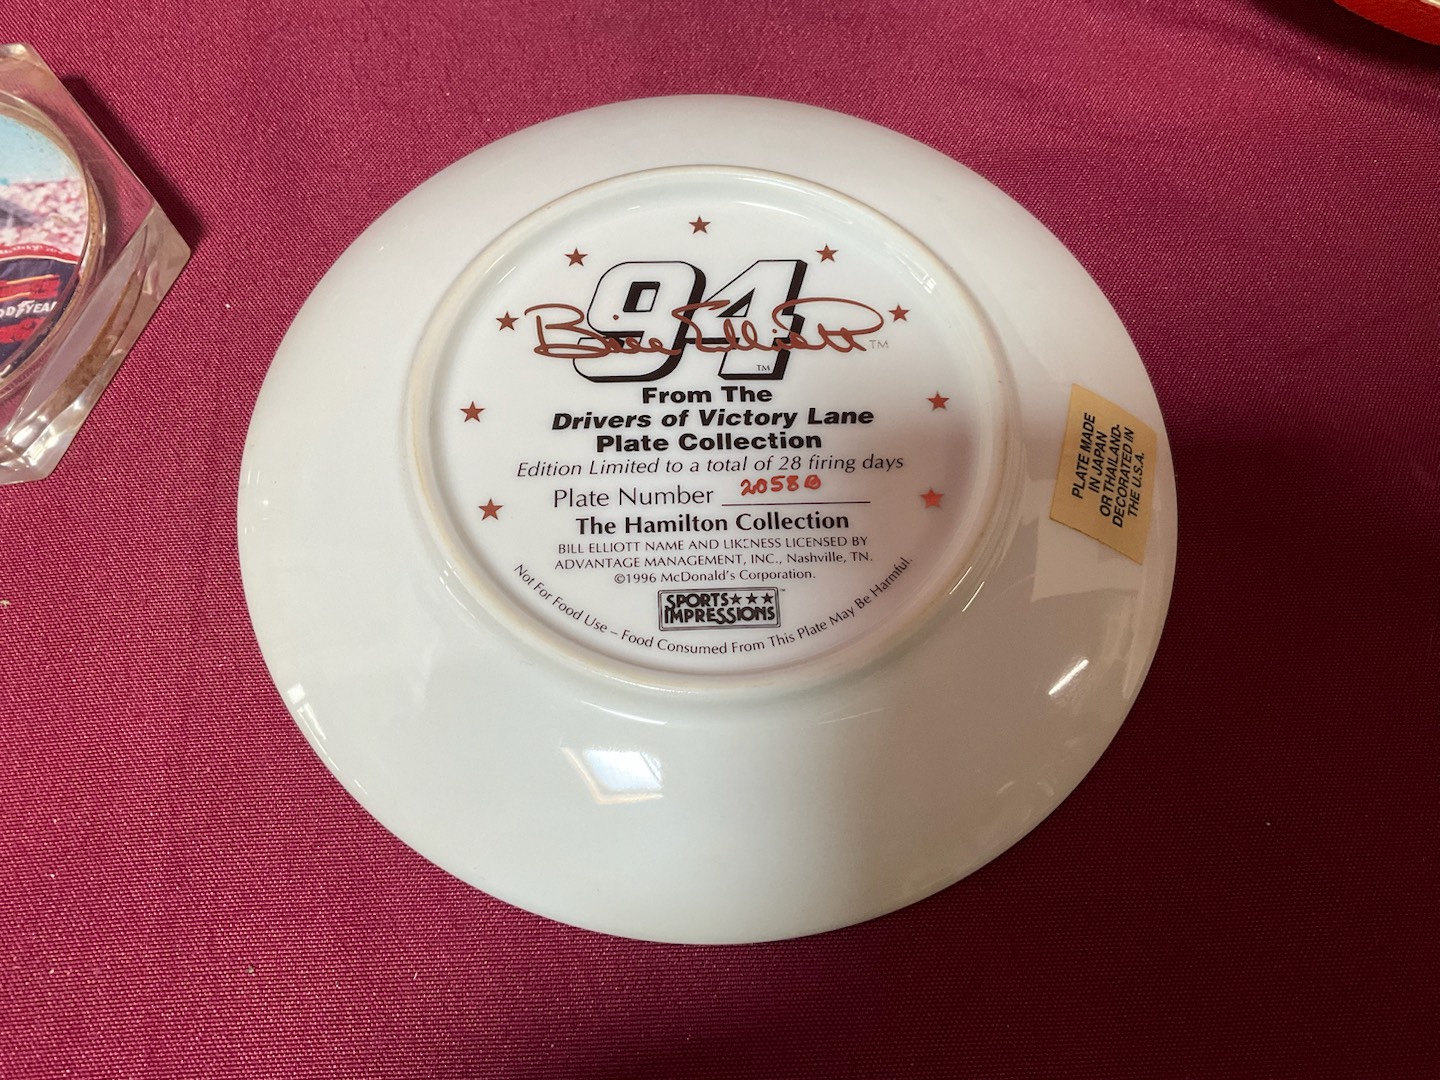 94
Bill Elliott TM
TM
From The
Drivers of Victory Lane
Plate Collection
Edition Limited to a total of 28 firing days
Plate Number 20580
The Hamilton Collection
BILL ELLIOTT NAME AND LIKENESS LICENSED BY
ADVANTAGE MANAGEMENT, INC., Nashville, TN.
©1996 McDonald's Corporation.
SPORTS
IMPRESSIONS
Not For Food Use – Food Consumed From This Plate May Be Harmful.
PLATE MADE
IN JAPAN
OR THAILAND-
DECORATED IN
THE U.S.A.